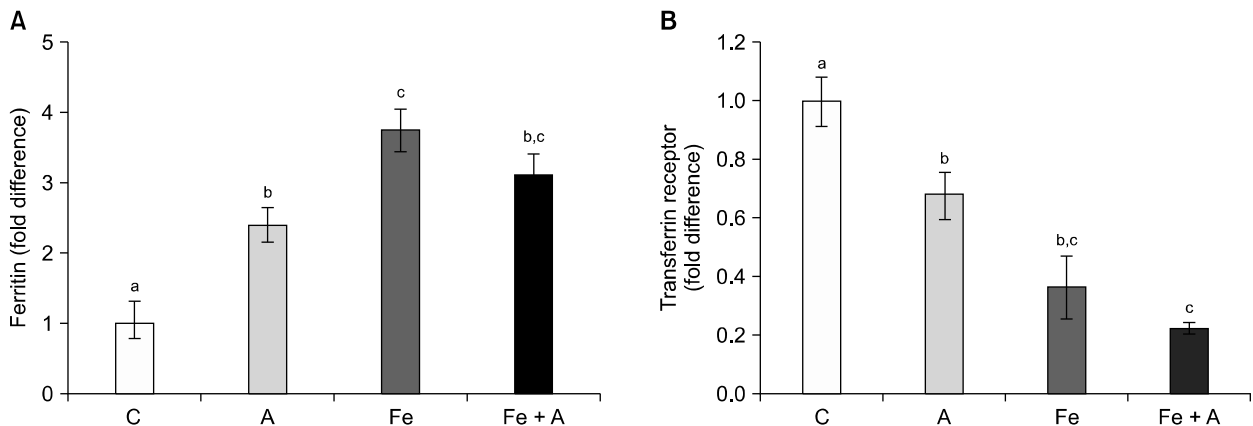 A
Ferritin (fold difference)
5
4
3
2
1
0
a
b
c
b,c
C
A
Fe
Fe + A
B
Transferrin receptor
(fold difference)
1.2
1.0
0.8
0.6
0.4
0.2
0.0
a
b
b,c
c
C
A
Fe
Fe + A